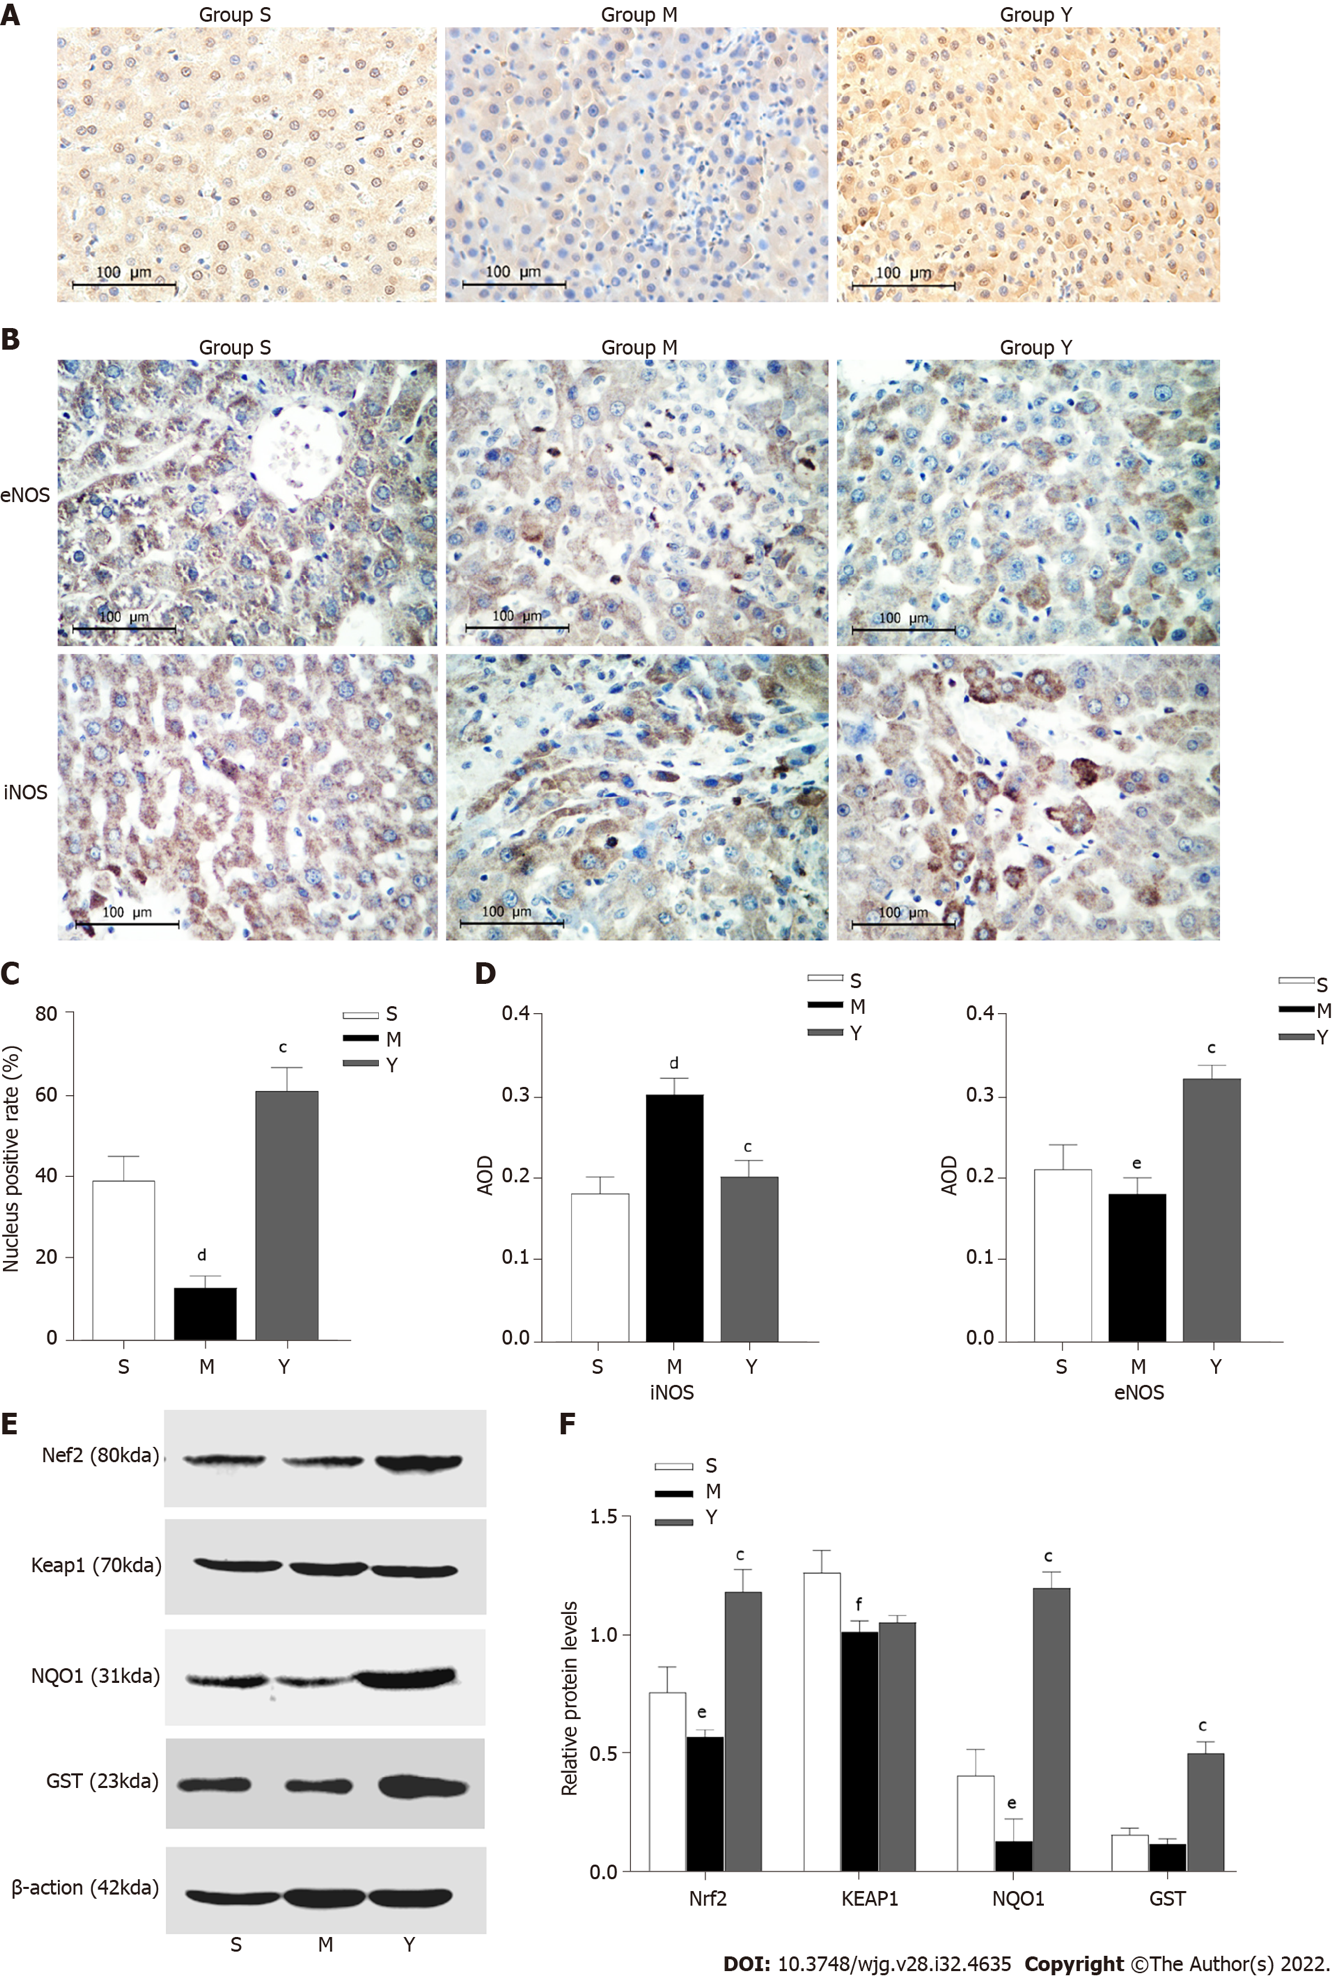 A
Group S
Group M
Group Y
100 μm
100 μm
100 μm
B
Group S
Group M
Group Y
eNOS
100 μm
100 μm
100 μm
iNOS
100 μm
100 μm
100 μm
C
Nucleus positive rate (%)
80
60
40
20
0
d
c
S
M
Y
S
M
Y
D
AOD
0.4
0.3
0.2
0.1
0.0
d
c
S
M
Y
S
M
Y
iNOS
AOD
0.4
0.3
0.2
0.1
0.0
e
c
S
M
Y
S
M
Y
eNOS
E
Nef2 (80kda)
Keap1 (70kda)
NQO1 (31kda)
GST (23kda)
β-action (42kda)
S
M
Y
F
S
M
Y
Relative protein levels
1.5
1.0
0.5
0.0
e
c
f
e
c
c
Nrf2
KEAP1
NQO1
GST
DOI: 10.3748/wjg.v28.i32.4635 Copyright ©The Author(s) 2022.